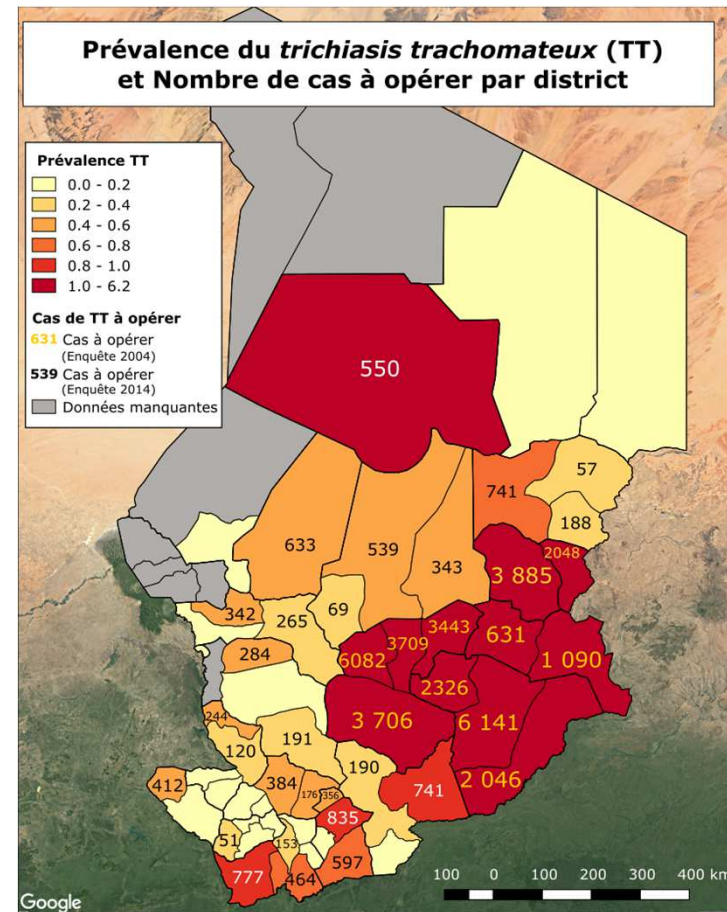 Prévalence du trichiasis trachomateux (TT)
et Nombre de cas à opérer par district
Prévalence TT
0.0 - 0.2
0.2 - 0.4
0.4 - 0.6
0.6 - 0.8
0.8 - 1.0
1.0 - 6.2
Cas de TT à opérer
631 Cas à opérer
(Enquête 2004)
539 Cas à opérer
(Enquête 2014)
Données manquantes
550
57
741
188
633
539
343
2048
3 885
342
265
69
3443
631
3709
284
6082
1 090
2326
244
3 706
6 141
120
191
190
412
384
176
356
741
2 046
835
51
153
597
777
464
100 0 100 200 300 400 km
Google